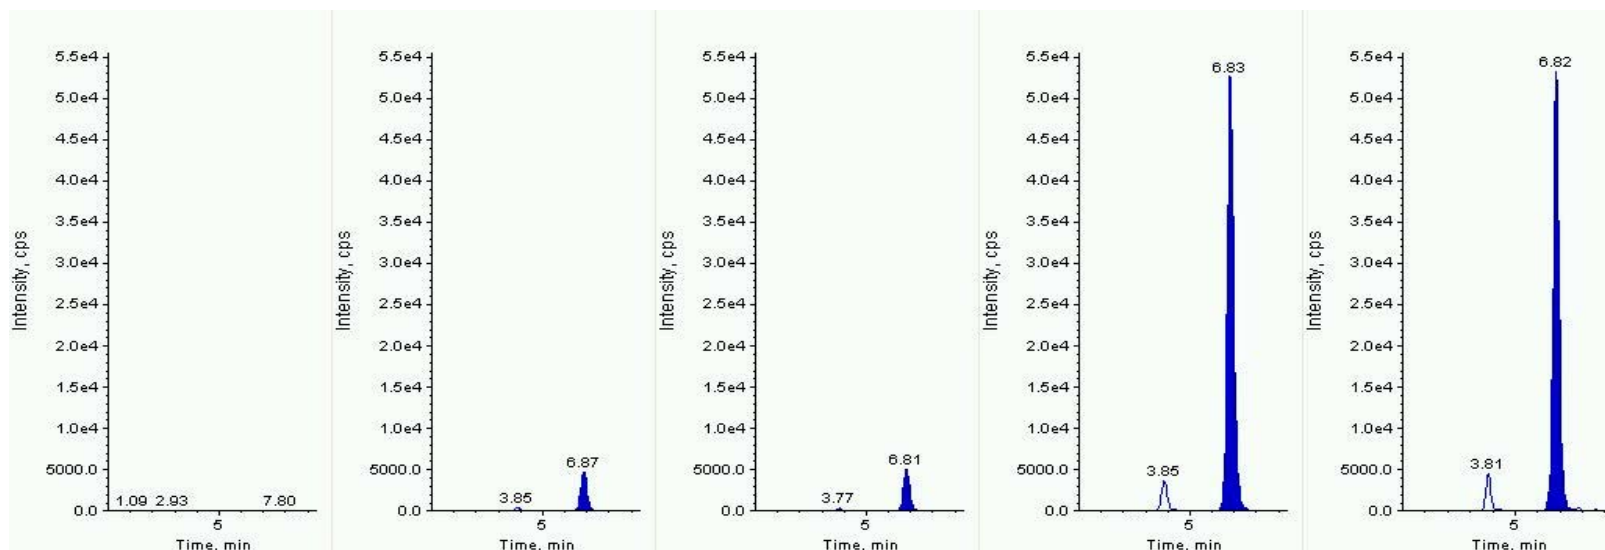 5.5e4
5.0e4
4.5e4
4.0e4
3.5e4
3.0e4
2.5e4
2.0e4
1.5e4
1.0e4
5000.0
0.0
Intensity, cps
1.09 2.93 7.80
5
Time, min
5.5e4
5.0e4
4.5e4
4.0e4
3.5e4
3.0e4
2.5e4
2.0e4
1.5e4
1.0e4
5000.0
0.0
Intensity, cps
6.87
3.85
5
Time, min
5.5e4
5.0e4
4.5e4
4.0e4
3.5e4
3.0e4
2.5e4
2.0e4
1.5e4
1.0e4
5000.0
0.0
Intensity, cps
6.81
3.77
5
Time, min
5.5e4
5.0e4
4.5e4
4.0e4
3.5e4
3.0e4
2.5e4
2.0e4
1.5e4
1.0e4
5000.0
0.0
Intensity, cps
6.83
3.85
5
Time, min
5.5e4
5.0e4
4.5e4
4.0e4
3.5e4
3.0e4
2.5e4
2.0e4
1.5e4
1.0e4
5000.0
0.0
Intensity, cps
6.82
3.81
5
Time, min